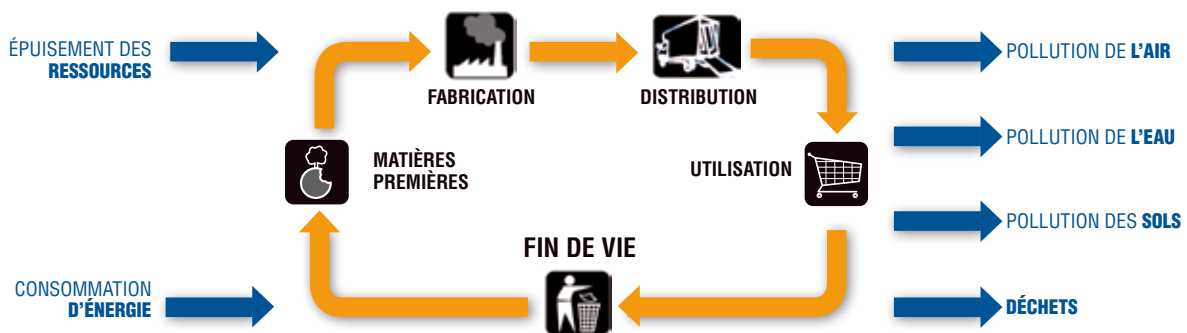 ÉPUISEMENT DES
RESSOURCES
FABRICATION
DISTRIBUTION
POLLUTION DE L'AIR
MATIÈRES
PREMIÈRES
UTILISATION
POLLUTION DE L'EAU
POLLUTION DES SOLS
FIN DE VIE
CONSOMMATION
D'ÉNERGIE
DÉCHETS